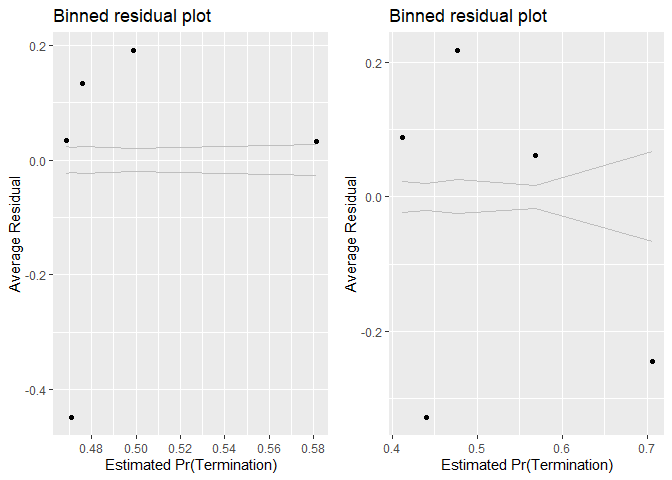 Binned residual plot
0.2
0.0
-0.2
-0.4
Average Residual
0.48 0.50 0.52 0.54 0.56 0.58
Estimated Pr(Termination)
Binned residual plot
0.2
0.0
-0.2
Average Residual
0.4 0.5 0.6 0.7
Estimated Pr(Termination)